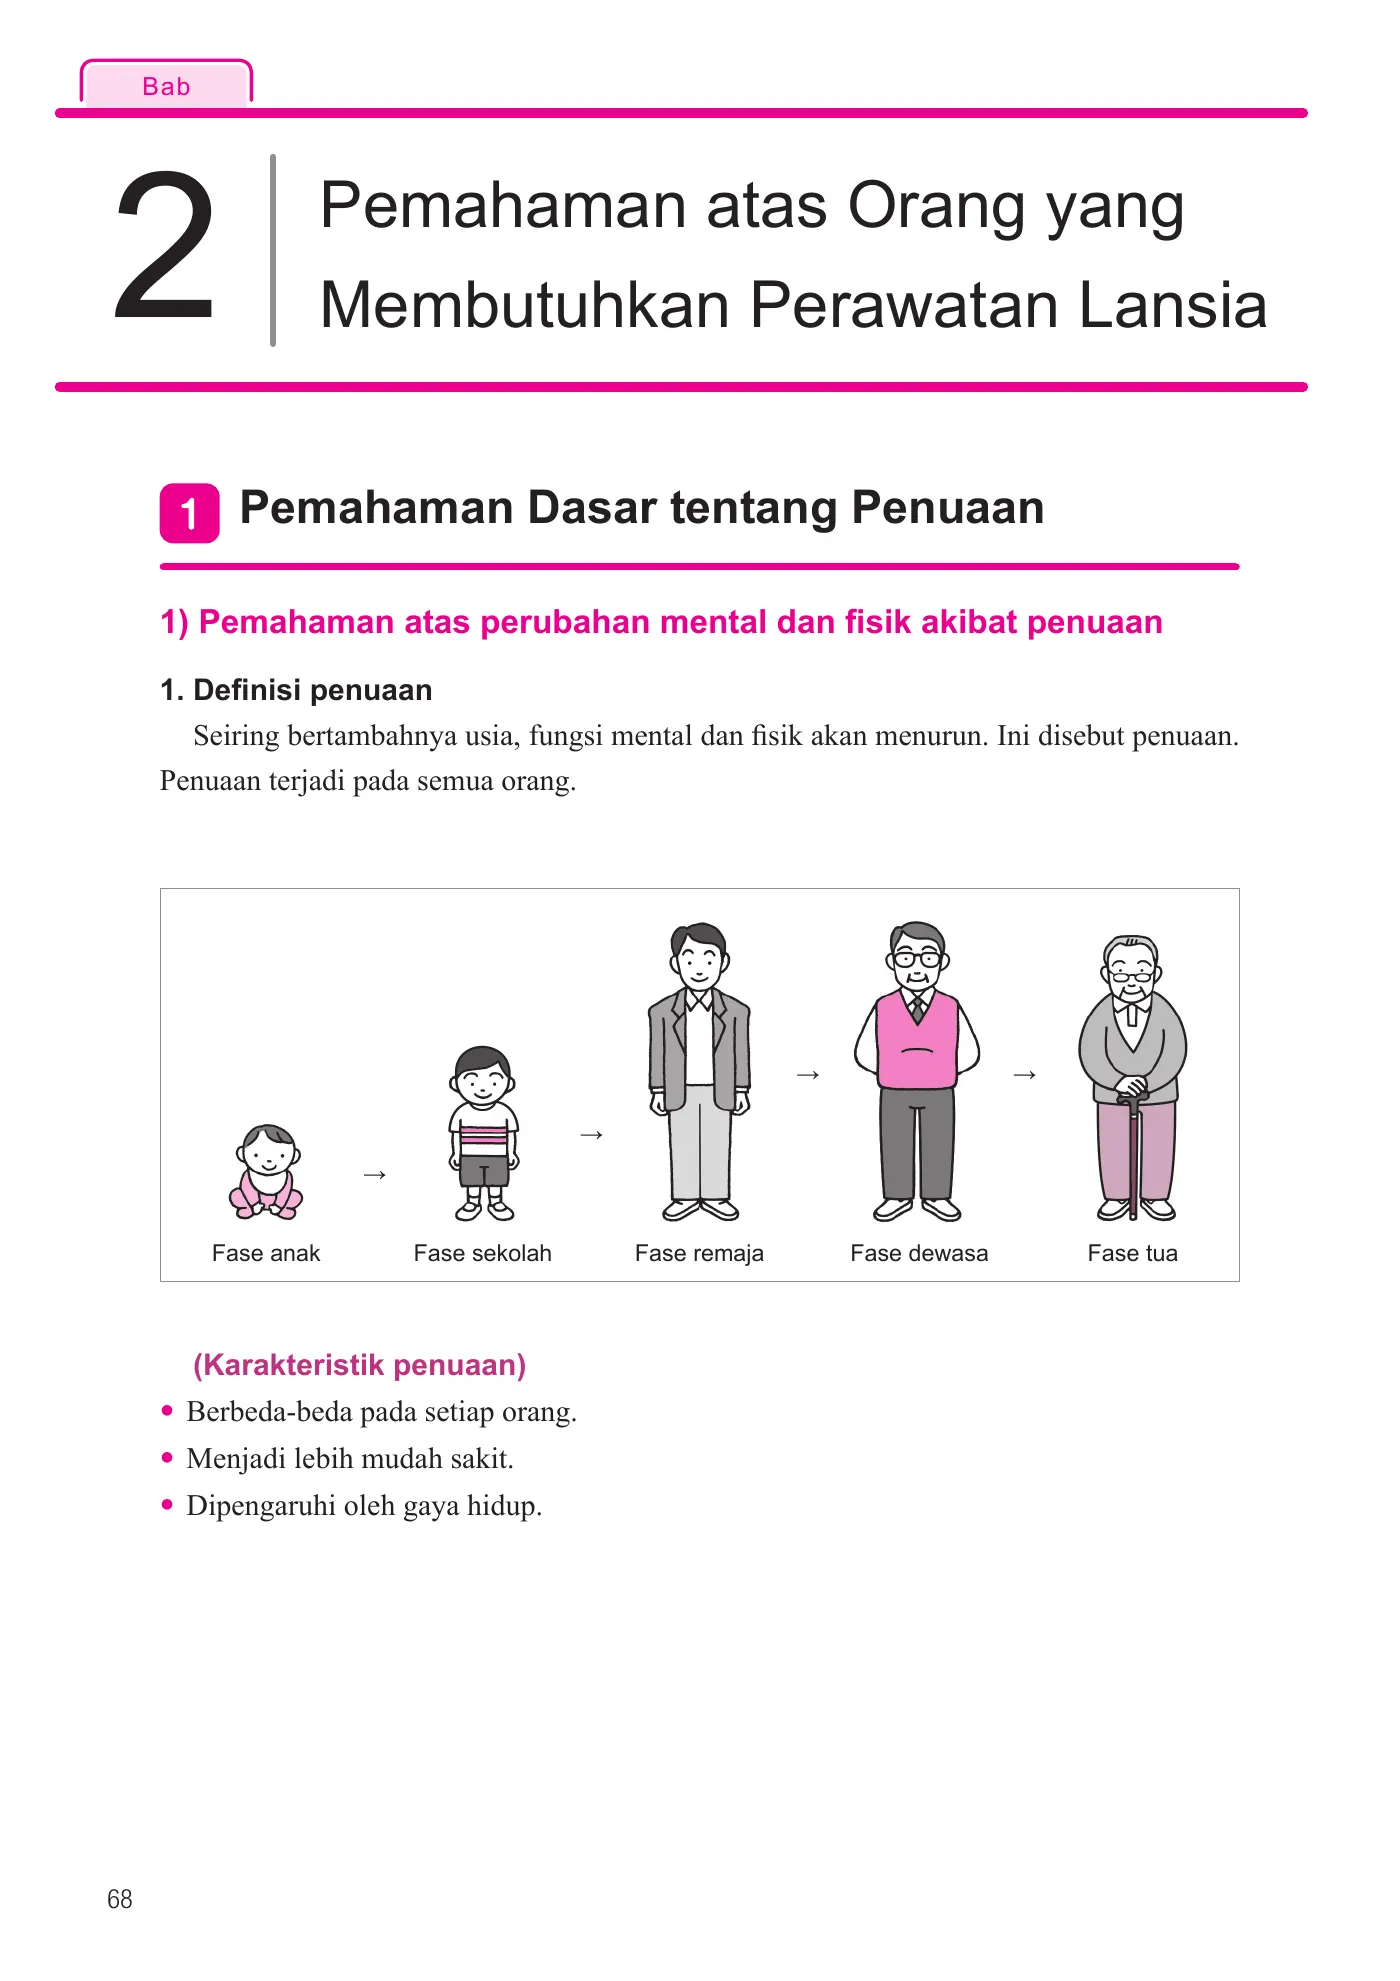 Bab
2
Pemahaman atas Orang yang
Membutuhkan Perawatan Lansia
1 Pemahaman Dasar tentang Penuaan
1) Pemahaman atas perubahan mental dan fisik akibat penuaan
1. Definisi penuaan
Seiring bertambahnya usia, fungsi mental dan fisik akan menurun. Ini disebut penuaan.
Penuaan terjadi pada semua orang.
→ → → →
Fase anak Fase sekolah Fase remaja Fase dewasa Fase tua
(Karakteristik penuaan)
• Berbeda-beda pada setiap orang.
• Menjadi lebih mudah sakit.
• Dipengaruhi oleh gaya hidup.
68